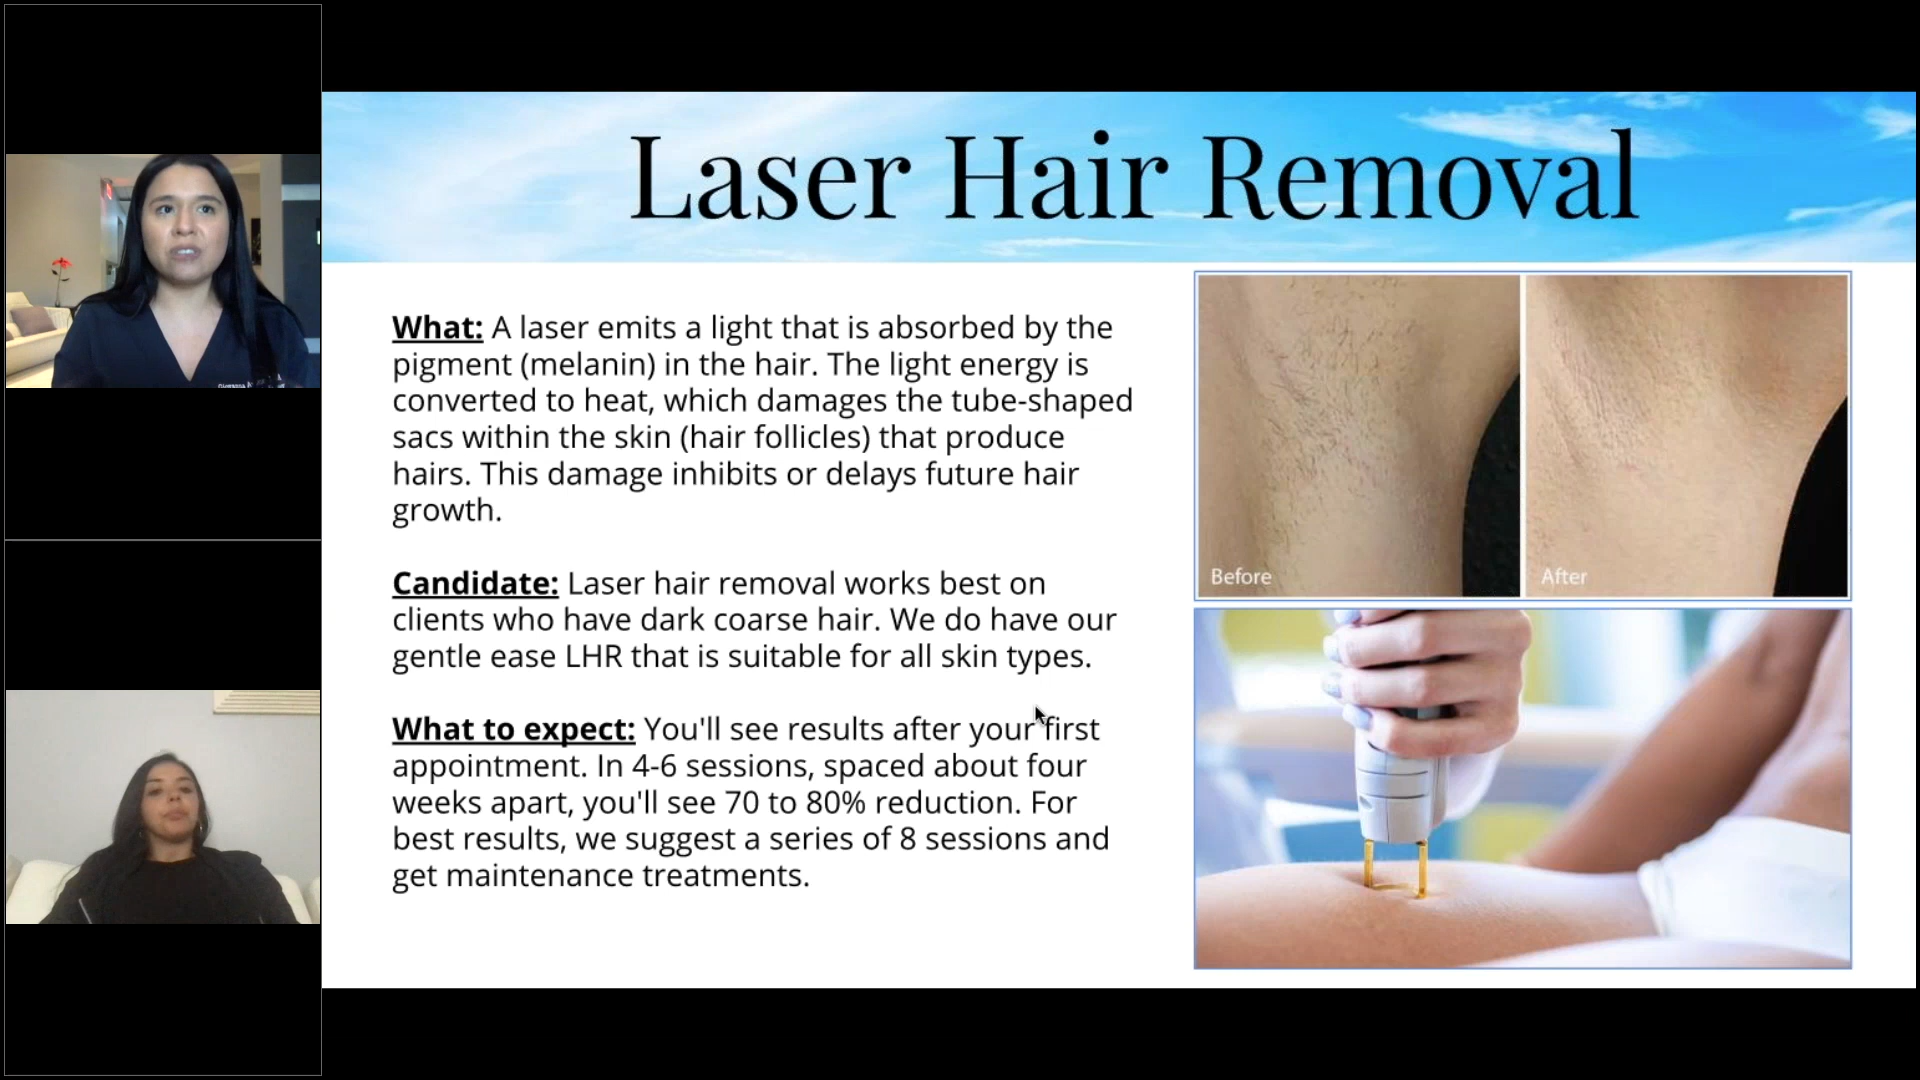 Laser Hair Removal
What: A laser emits a light that is absorbed by the
pigment (melanin) in the hair. The light energy is
converted to heat, which damages the tube-shaped
sacs within the skin (hair follicles) that produce
hairs. This damage inhibits or delays future hair
growth.
Candidate: Laser hair removal works best on
clients who have dark coarse hair. We do have our
gentle ease LHR that is suitable for all skin types.
What to expect: You'll see results after your first
appointment. In 4-6 sessions, spaced about four
weeks apart, you'll see 70 to 80% reduction. For
best results, we suggest a series of 8 sessions and
get maintenance treatments.
Before
After